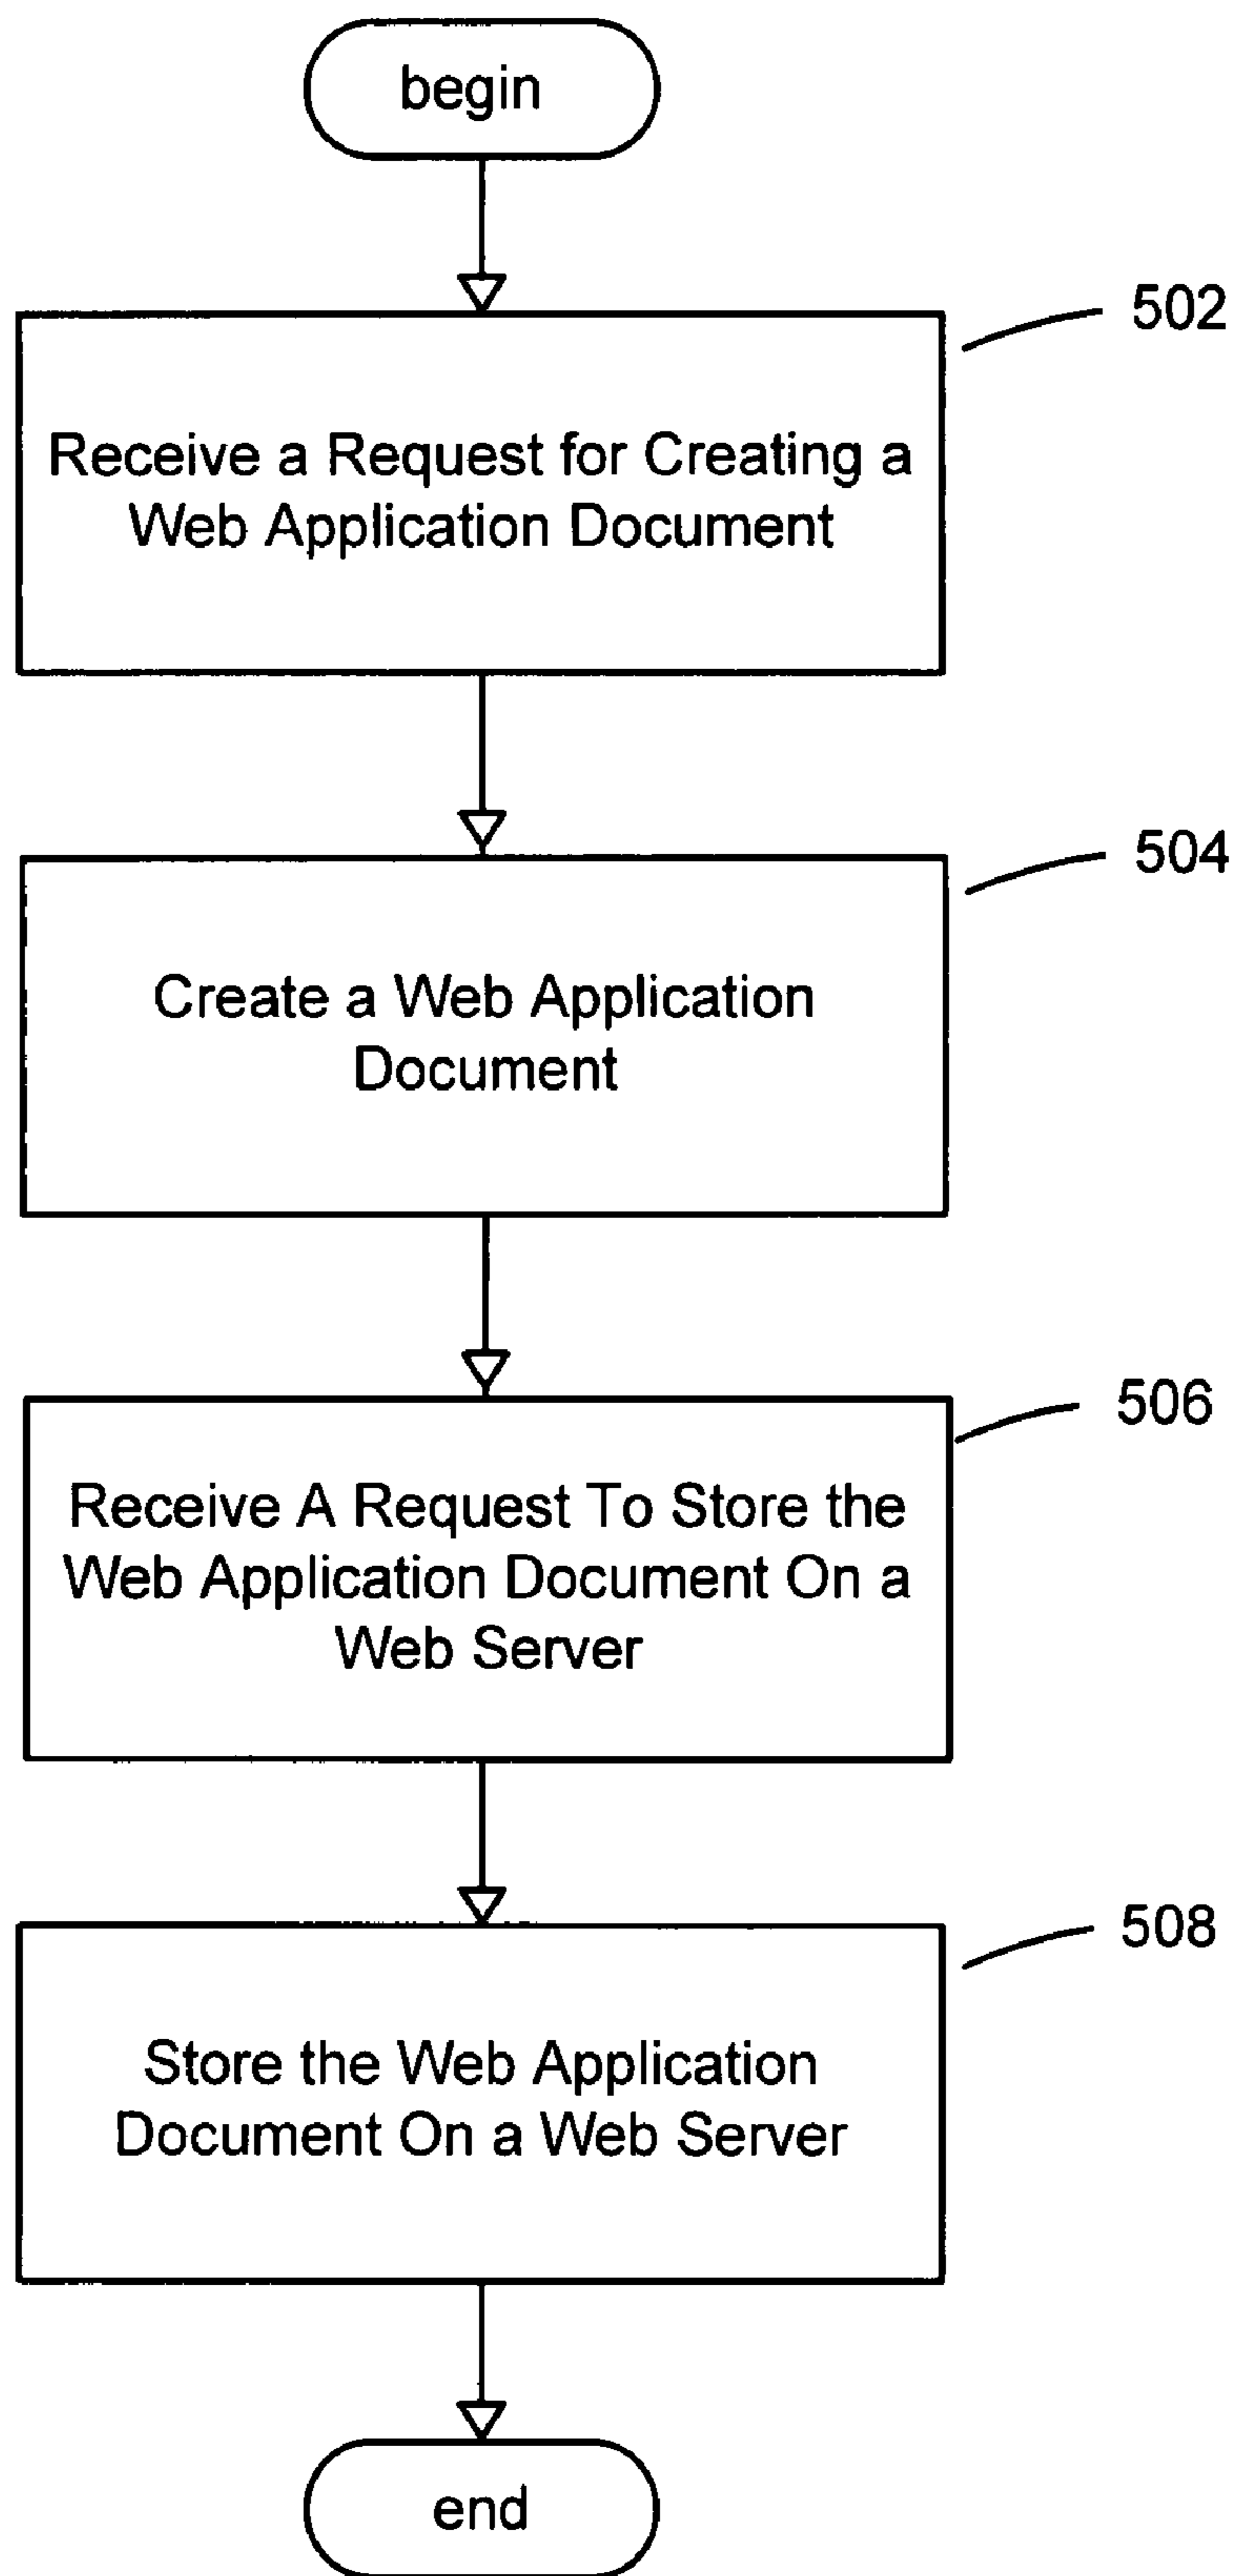 begin
502
Receive a Request for Creating a
Web Application Document
504
Create a Web Application
Document
506
Receive A Request To Store the
Web Application Document On a
Web Server
508
Store the Web Application
Document On a Web Server
end